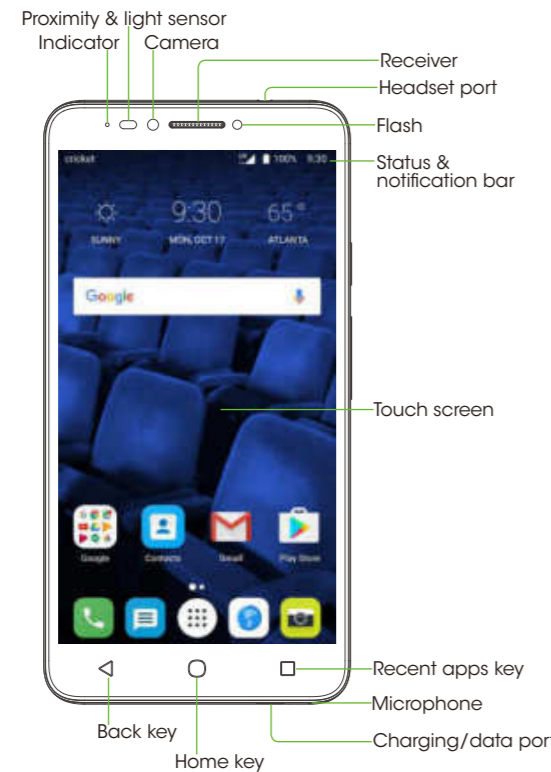 Proximity & light sensor
Indicator
Camera
Receiver
Headset port
Flash
Status &
notification bar
cricket
100%
9:30
9:30
65°
SUNNY
MON, OCT 17
ATLANTA
Google
Touch screen
Google
Contacts
Gmail
Play Store
Recent apps key
Microphone
Charging/data port
Back key
Home key